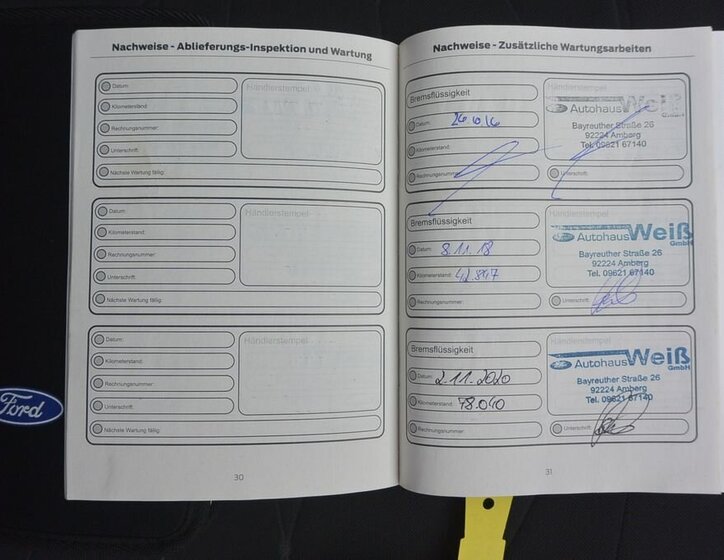 Nachweise - Ablieferungs-Inspektion und Wartung
Datum:
Händlerstempel
Kilometerstand:
Rechnungsnummer:
Unterschrift:
Nächste Wartung fällig:
Datum:
Händlerstempel
Kilometerstand:
Rechnungsnummer:
Unterschrift:
Nächste Wartung fällig:
Datum:
Händlerstempel
Kilometerstand:
Rechnungsnummer:
Unterschrift:
Nächste Wartung fällig:
30
Nachweise - Zusätzliche Wartungsarbeiten
Bremsflüssigkeit
Datum:
Kilometerstand:
Rechnungsnummer
Händlerstempel
Autohaus Weiß
GmbH
Bayreuther Straße 26
92224 Amberg
Tel. 09621 67140
Unterschrift:
Bremsflüssigkeit
Datum: 8.11.18
Kilometerstand: 42.847
Rechnungsnummer:
Händlerstempel
Autohaus Weiß
GmbH
Bayreuther Straße 26
92224 Amberg
Tel. 09621 67140
Unterschrift:
Bremsflüssigkeit
Datum: 2.11.2020
Kilometerstand: 78.040
Rechnungsnummer:
Händlerstempel
Autohaus Weiß
GmbH
Bayreuther Straße 26
92224 Amberg
Tel. 09621 67140
Unterschrift:
31
Ford